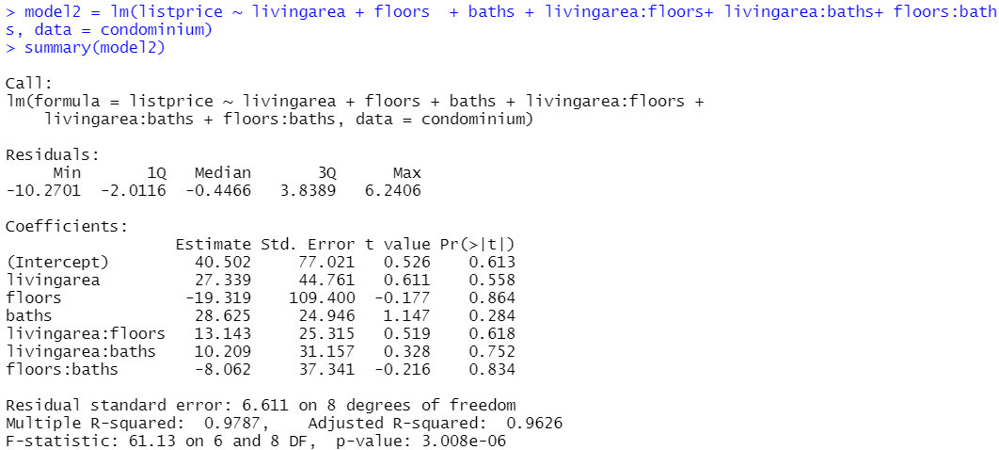 > model2 = lm(listprice ~ livingarea + floors  + baths + livingarea:floors+ livingarea:baths+ floors:bath
s, data = condominium)
> summary(model2)
Call:
lm(formula = listprice ~ livingarea + floors + baths + livingarea:floors +
    livingarea:baths + floors:baths, data = condominium)
Residuals:
     Min       1Q   Median       3Q      Max
-10.2701  -2.0116  -0.4466   3.8389   6.2406
Coefficients:
                  Estimate Std. Error t value Pr(>|t|)
(Intercept)         40.502     77.021   0.526    0.613
livingarea          27.339     44.761   0.611    0.558
floors             -19.319    109.400  -0.177    0.864
baths               28.625     24.946   1.147    0.284
livingarea:floors   13.143     25.315   0.519    0.618
livingarea:baths    10.209     31.157   0.328    0.752
floors:baths        -8.062     37.341  -0.216    0.834
Residual standard error: 6.611 on 8 degrees of freedom
Multiple R-squared:  0.9787,    Adjusted R-squared:  0.9626
F-statistic: 61.13 on 6 and 8 DF,  p-value: 3.008e-06